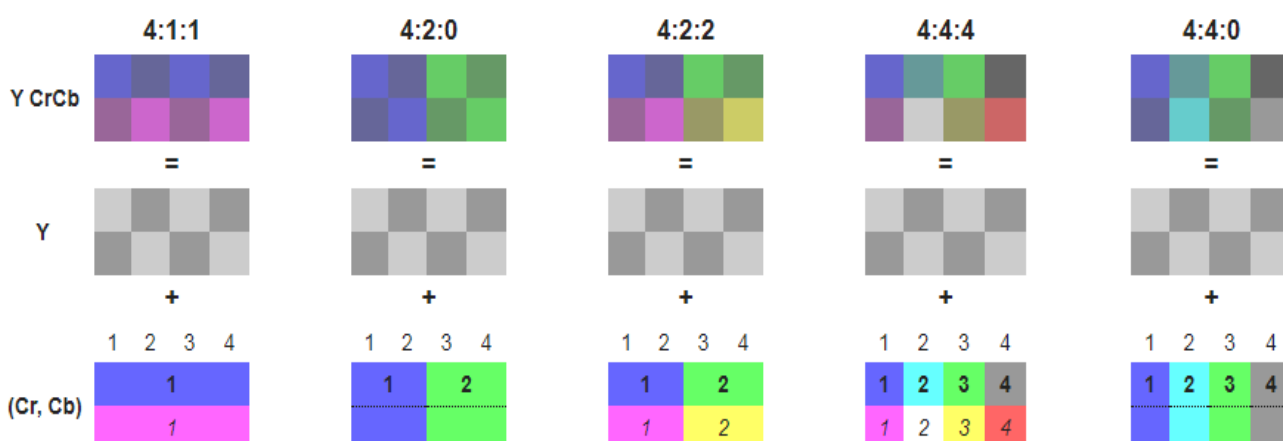 4:1:1 4:2:0 4:2:2 4:4:4 4:4:0
Y CrCb
= = = = =
Y
+ + + + +
1 2 3 4 1 2 3 4 1 2 3 4 1 2 3 4 1 2 3 4
1 1 2 1 2 1 2 3 4 1 2 3 4
(Cr, Cb)
1 1 2 1 2 3 4